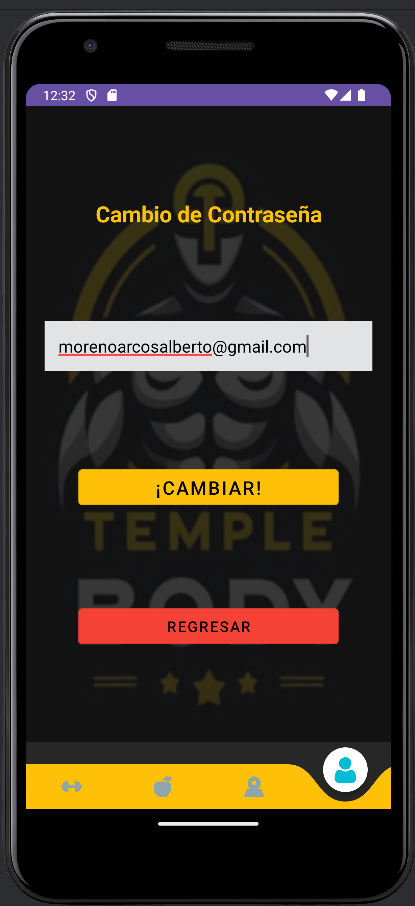 12:32
Cambio de Contraseña
morenoarcosalberto@gmail.com
¡CAMBIAR!
TEMPLE
BODY
REGRESAR